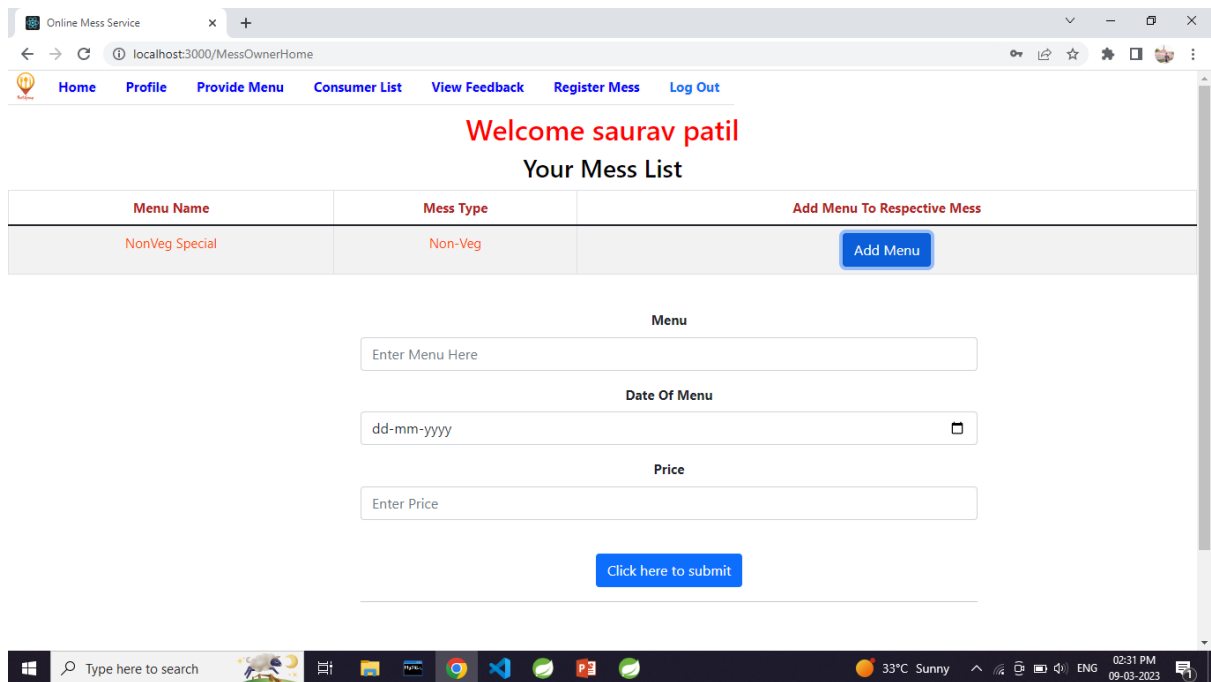 Online Mess Service
localhost:3000/MessOwnerHome
Home Profile Provide Menu Consumer List View Feedback Register Mess Log Out
Welcome saurav patil
Your Mess List
Menu Name Mess Type Add Menu To Respective Mess
NonVeg Special Non-Veg Add Menu
Menu
Enter Menu Here
Date Of Menu
dd-mm-yyyy
Price
Enter Price
Click here to submit
Type here to search 33°C Sunny ENG 02:31 PM
09-03-2023